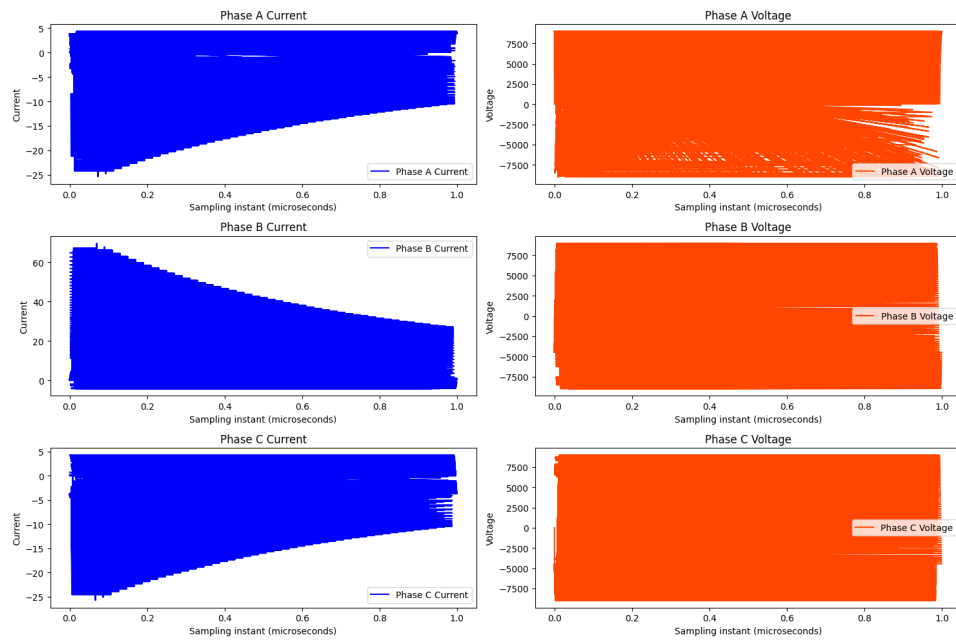 Phase A Current
5
0
−5
−10
−15
−20
−25
Current
0.0 0.2 0.4 0.6 0.8 1.0
Sampling instant (microseconds)
Phase A Current
Phase A Voltage
7500
5000
2500
0
−2500
−5000
−7500
Voltage
0.0 0.2 0.4 0.6 0.8 1.0
Sampling instant (microseconds)
Phase A Voltage
Phase B Current
60
40
20
0
Current
0.0 0.2 0.4 0.6 0.8 1.0
Sampling instant (microseconds)
Phase B Current
Phase B Voltage
7500
5000
2500
0
−2500
−5000
−7500
Voltage
0.0 0.2 0.4 0.6 0.8 1.0
Sampling instant (microseconds)
Phase B Voltage
Phase C Current
5
0
−5
−10
−15
−20
−25
Current
0.0 0.2 0.4 0.6 0.8 1.0
Sampling instant (microseconds)
Phase C Current
Phase C Voltage
7500
5000
2500
0
−2500
−5000
−7500
Voltage
0.0 0.2 0.4 0.6 0.8 1.0
Sampling instant (microseconds)
Phase C Voltage